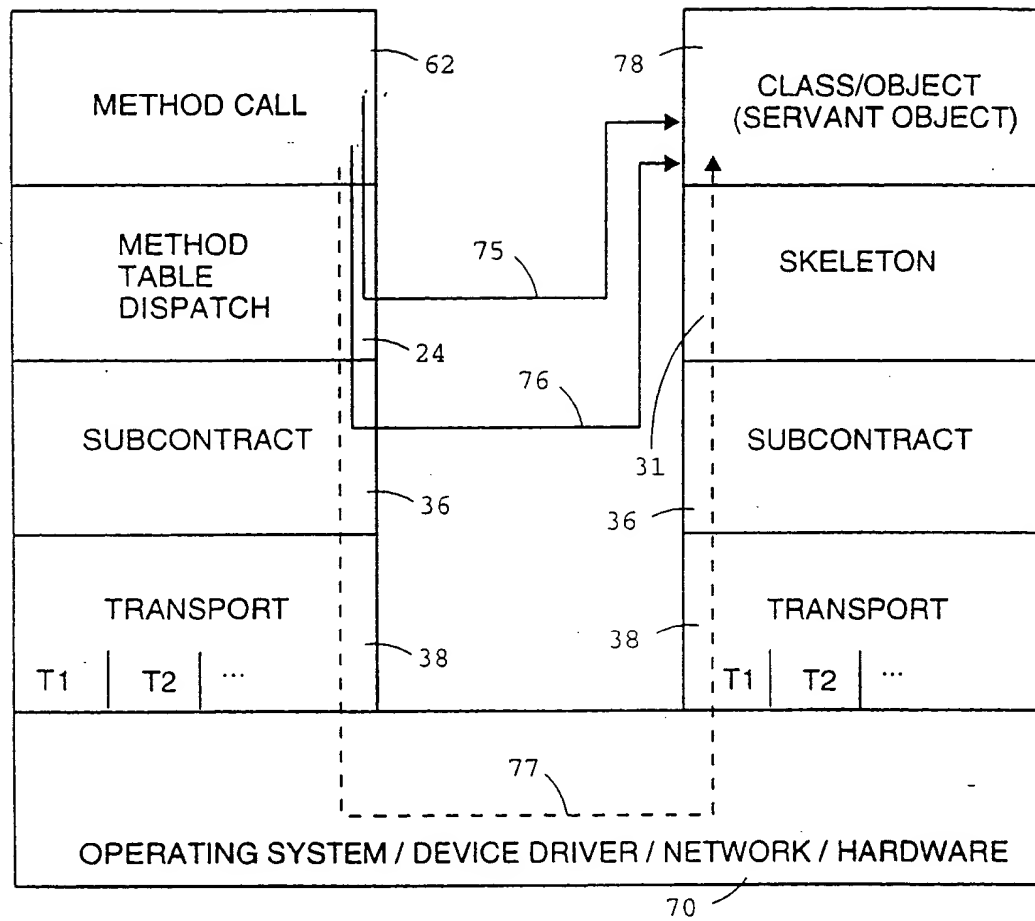 62
METHOD CALL
78
CLASS/OBJECT
(SERVANT OBJECT)
METHOD
TABLE
DISPATCH
75
SKELETON
24
76
SUBCONTRACT
31
SUBCONTRACT
36
36
TRANSPORT
38
T1 T2 ...
TRANSPORT
38
T1 T2 ...
77
OPERATING SYSTEM / DEVICE DRIVER / NETWORK / HARDWARE
70